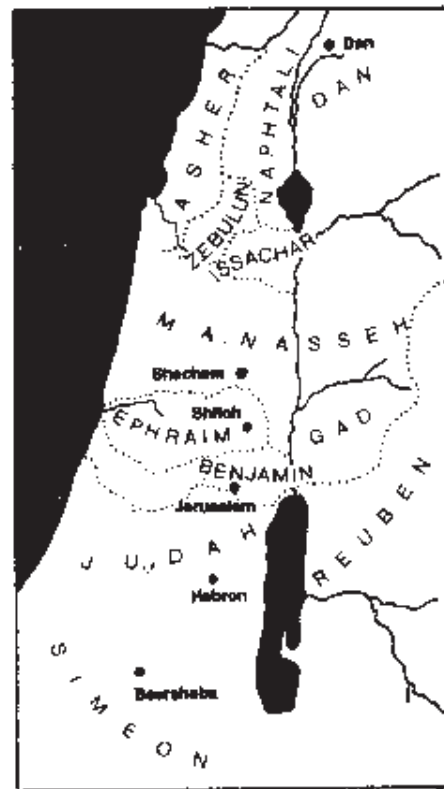 Dan
DAN
NAPHTALI
ASHER
ZEBULUN
ISSACHAR
MANASSEH
Shechem
Shiloh
EPHRAIM
GAD
BENJAMIN
Jerusalem
JUDAH
REUBEN
Hebron
SIMEON
Beersheba